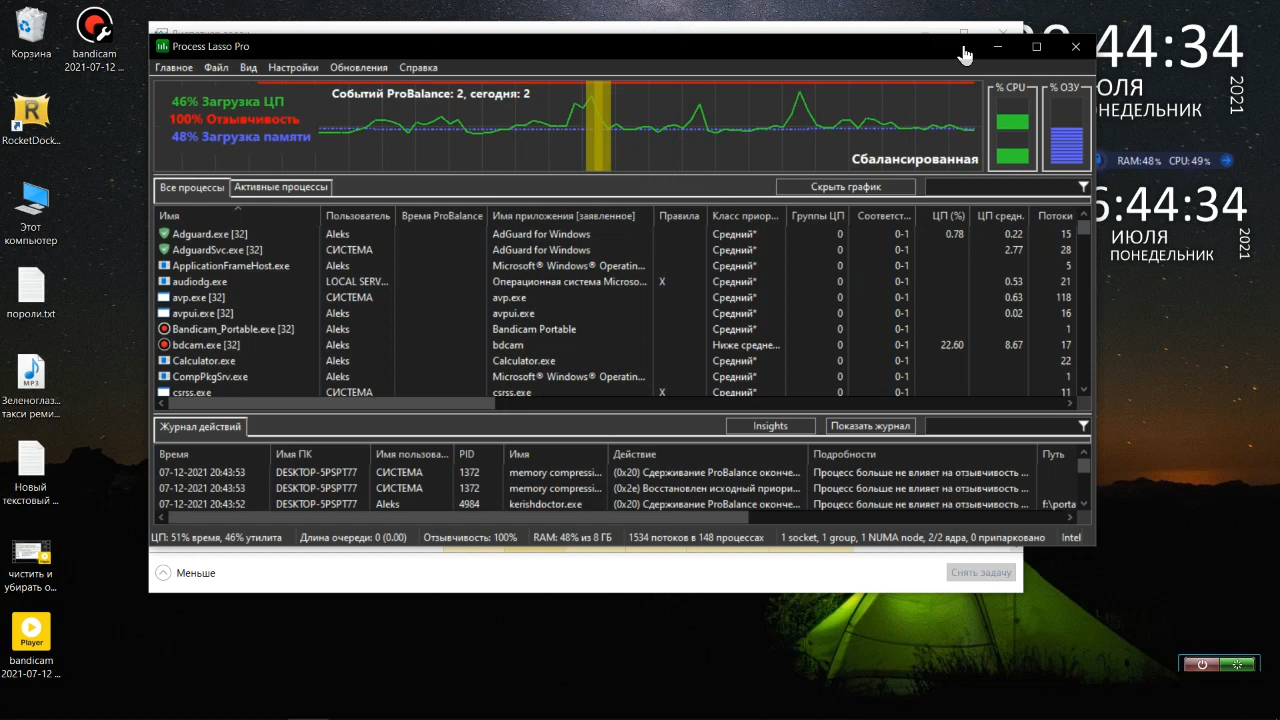 Корзина
bandicam
2021-07-12 ...
RocketDock...
Этот
компьютер
пороли.txt
MP3
Зеленоглаз...
такси реми...
Новый
текстовый ...
чистить и
убирать о...
Player
bandicam
2021-07-12 ...
Process Lasso Pro
Главное Файл Вид Настройки Обновления Справка
46% Загрузка ЦП
100% Отзывчивость
48% Загрузка памяти
Событий ProBalance: 2, сегодня: 2
Сбалансированная
% CPU
% ОЗУ
Все процессы Активные процессы Скрыть график
Имя Пользователь Время ProBalance Имя приложения [заявленное] Правила Класс приор... Группы ЦП Соответст... ЦП (%) ЦП средн. Потоки
Adguard.exe [32] Aleks AdGuard for Windows Средний* 0 0-1 0.78 0.22 15
AdguardSvc.exe [32] СИСТЕМА AdGuard for Windows Средний* 0 0-1 2.77 28
ApplicationFrameHost.exe Aleks Microsoft® Windows® Operatin... Средний* 0 0-1 5
audiodg.exe LOCAL SERV... Операционная система Microso... X Средний* 0 0-1 0.53 21
avp.exe [32] СИСТЕМА avp.exe Средний* 0 0-1 0.63 118
avpui.exe [32] Aleks avpui.exe Средний* 0 0-1 0.02 16
Bandicam_Portable.exe [32] Aleks Bandicam Portable Средний* 0 0-1 1
bdcam.exe [32] Aleks bdcam Ниже средне... 0 0-1 22.60 8.67 17
Calculator.exe Aleks Calculator.exe Средний* 0 0-1 22
CompPkgSrv.exe Aleks Microsoft® Windows® Operatin... Средний* 0 0-1 1
csrss.exe СИСТЕМА csrss.exe X Средний* 0 0-1 11
Журнал действий Insights Показать журнал
Время Имя ПК Имя пользова... PID Имя Действие Подробности Путь
07-12-2021 20:43:53 DESKTOP-5PSPT77 СИСТЕМА 1372 memory compressi... (0x20) Сдерживание ProBalance оконче... Процесс больше не влияет на отзывчивость ...
07-12-2021 20:43:53 DESKTOP-5PSPT77 СИСТЕМА 1372 memory compressi... (0x2e) Восстановлен исходный приори... Процесс больше не влияет на отзывчивость ...
07-12-2021 20:43:52 DESKTOP-5PSPT77 Aleks 4984 kerishdoctor.exe (0x20) Сдерживание ProBalance оконче... Процесс больше не влияет на отзывчивость ... f:\porta
ЦП: 51% время, 46% утилита Длина очереди: 0 (0.00) Отзывчивость: 100% RAM: 48% из 8 ГБ 1534 потоков в 148 процессах 1 socket, 1 group, 1 NUMA node, 2/2 ядра, 0 припарковано Intel
Меньше Снять задачу
44:34
ЮЛЯ
ОНЕДЕЛЬНИК
2021
RAM:48% CPU:49%
6:44:34
ИЮЛЯ
ПОНЕДЕЛЬНИК
2021